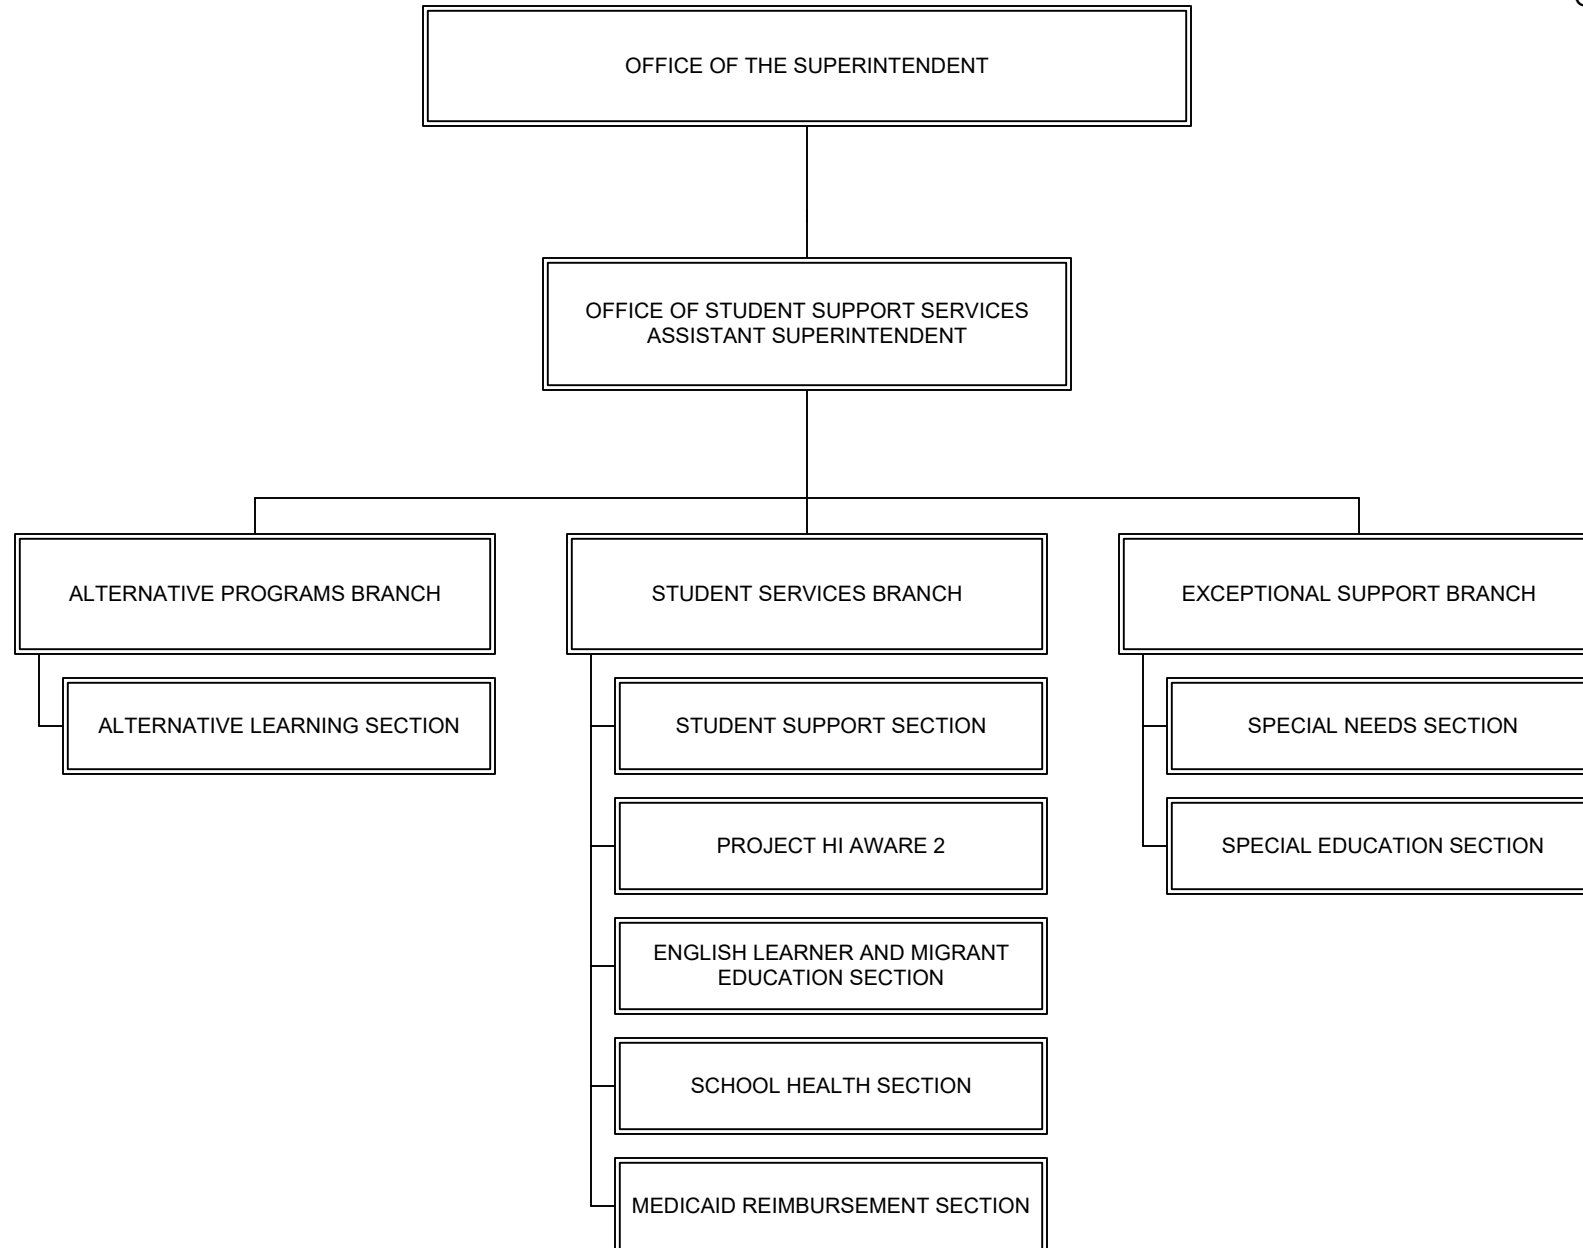 OFFICE OF THE SUPERINTENDENT
OFFICE OF STUDENT SUPPORT SERVICES
ASSISTANT SUPERINTENDENT
ALTERNATIVE PROGRAMS BRANCH
ALTERNATIVE LEARNING SECTION
STUDENT SERVICES BRANCH
STUDENT SUPPORT SECTION
PROJECT HI AWARE 2
ENGLISH LEARNER AND MIGRANT
EDUCATION SECTION
SCHOOL HEALTH SECTION
MEDICAID REIMBURSEMENT SECTION
EXCEPTIONAL SUPPORT BRANCH
SPECIAL NEEDS SECTION
SPECIAL EDUCATION SECTION